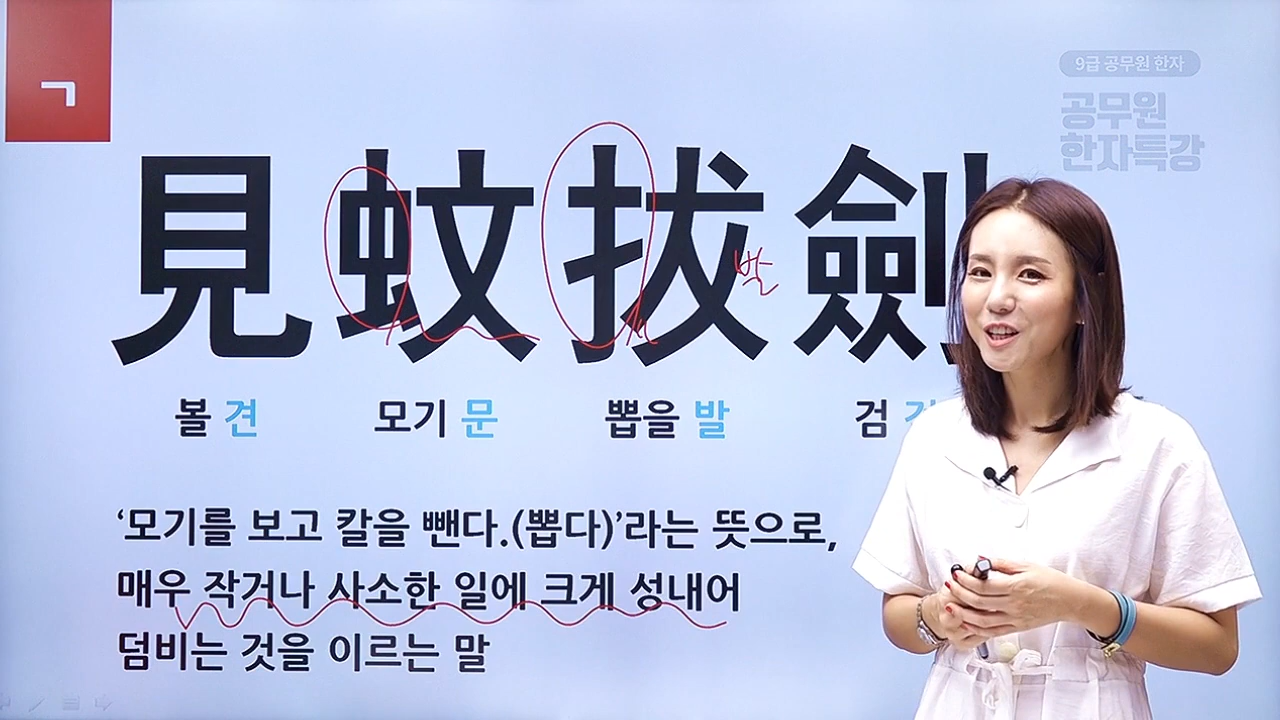 ㄱ
9급 공무원 한자
공무원
한자특강
見蚊拔劍
발
볼 견 모기 문 뽑을 발 검
‘모기를 보고 칼을 뺀다.(뽑다)’라는 뜻으로,
매우 작거나 사소한 일에 크게 성내어
덤비는 것을 이르는 말